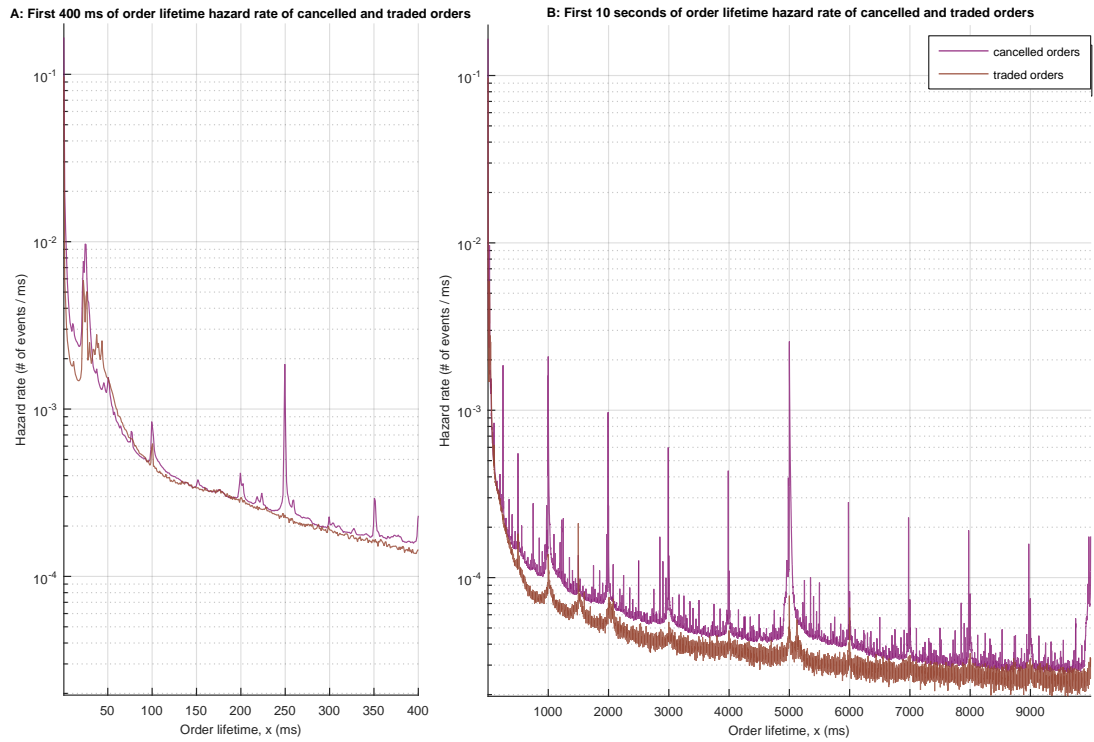 A: First 400 ms of order lifetime hazard rate of cancelled and traded orders
B: First 10 seconds of order lifetime hazard rate of cancelled and traded orders
cancelled orders
traded orders
10⁻¹
10⁻²
10⁻³
10⁻⁴
Hazard rate (# of events / ms)
50 100 150 200 250 300 350 400
Order lifetime, x (ms)
10⁻¹
10⁻²
10⁻³
10⁻⁴
Hazard rate (# of events / ms)
1000 2000 3000 4000 5000 6000 7000 8000 9000
Order lifetime, x (ms)